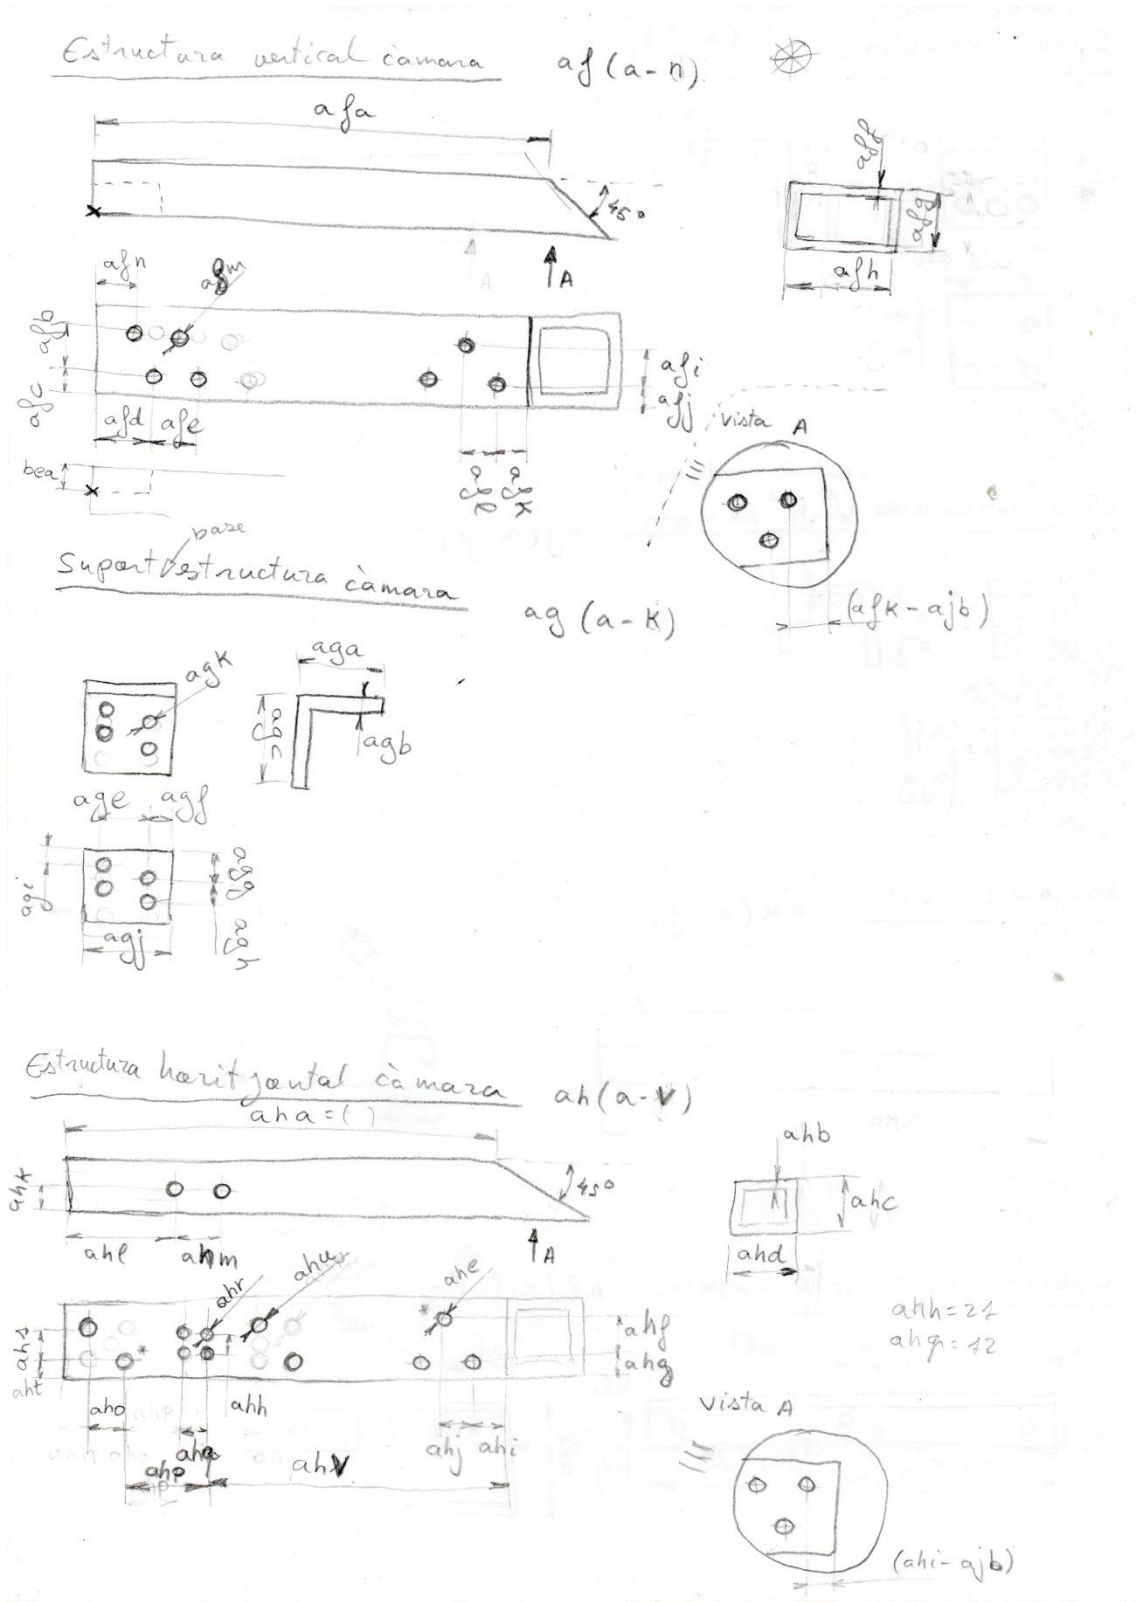 Estructura vertical càmara af(a-n)
afa
aff
afg
afh
45°
A
A
afn
afm
afb
afc
afd afe
afi
afj
afl afk
bea
vista A
(afk-ajb)
base
Suport estructura càmara
ag (a-k)
agk
aga
agc
agb
age agf
agi
agg
agh
agj
Estructura horitzontal càmara ah(a-v)
aha=( )
ahk
45°
ahl ahm
A
ahb
ahc
ahd
ahr
ahu
ahe
*
*
ahs
aht
ahf
ahg
ahh=21
ahq=12
aho
ahh
ahq
ahp
ahv
ahj ahi
vista A
(ahi-ajb)